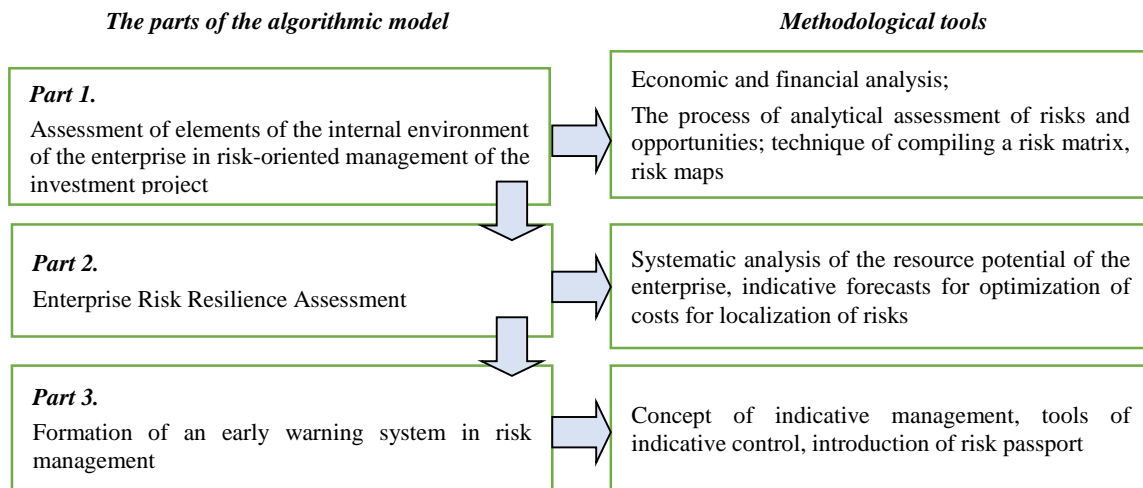 The parts of the algorithmic model
Methodological tools
Part 1.
Assessment of elements of the internal environment
of the enterprise in risk-oriented management of the
investment project
Economic and financial analysis;
The process of analytical assessment of risks and
opportunities; technique of compiling a risk matrix,
risk maps
Part 2.
Enterprise Risk Resilience Assessment
Systematic analysis of the resource potential of the
enterprise, indicative forecasts for optimization of
costs for localization of risks
Part 3.
Formation of an early warning system in risk
management
Concept of indicative management, tools of
indicative control, introduction of risk passport